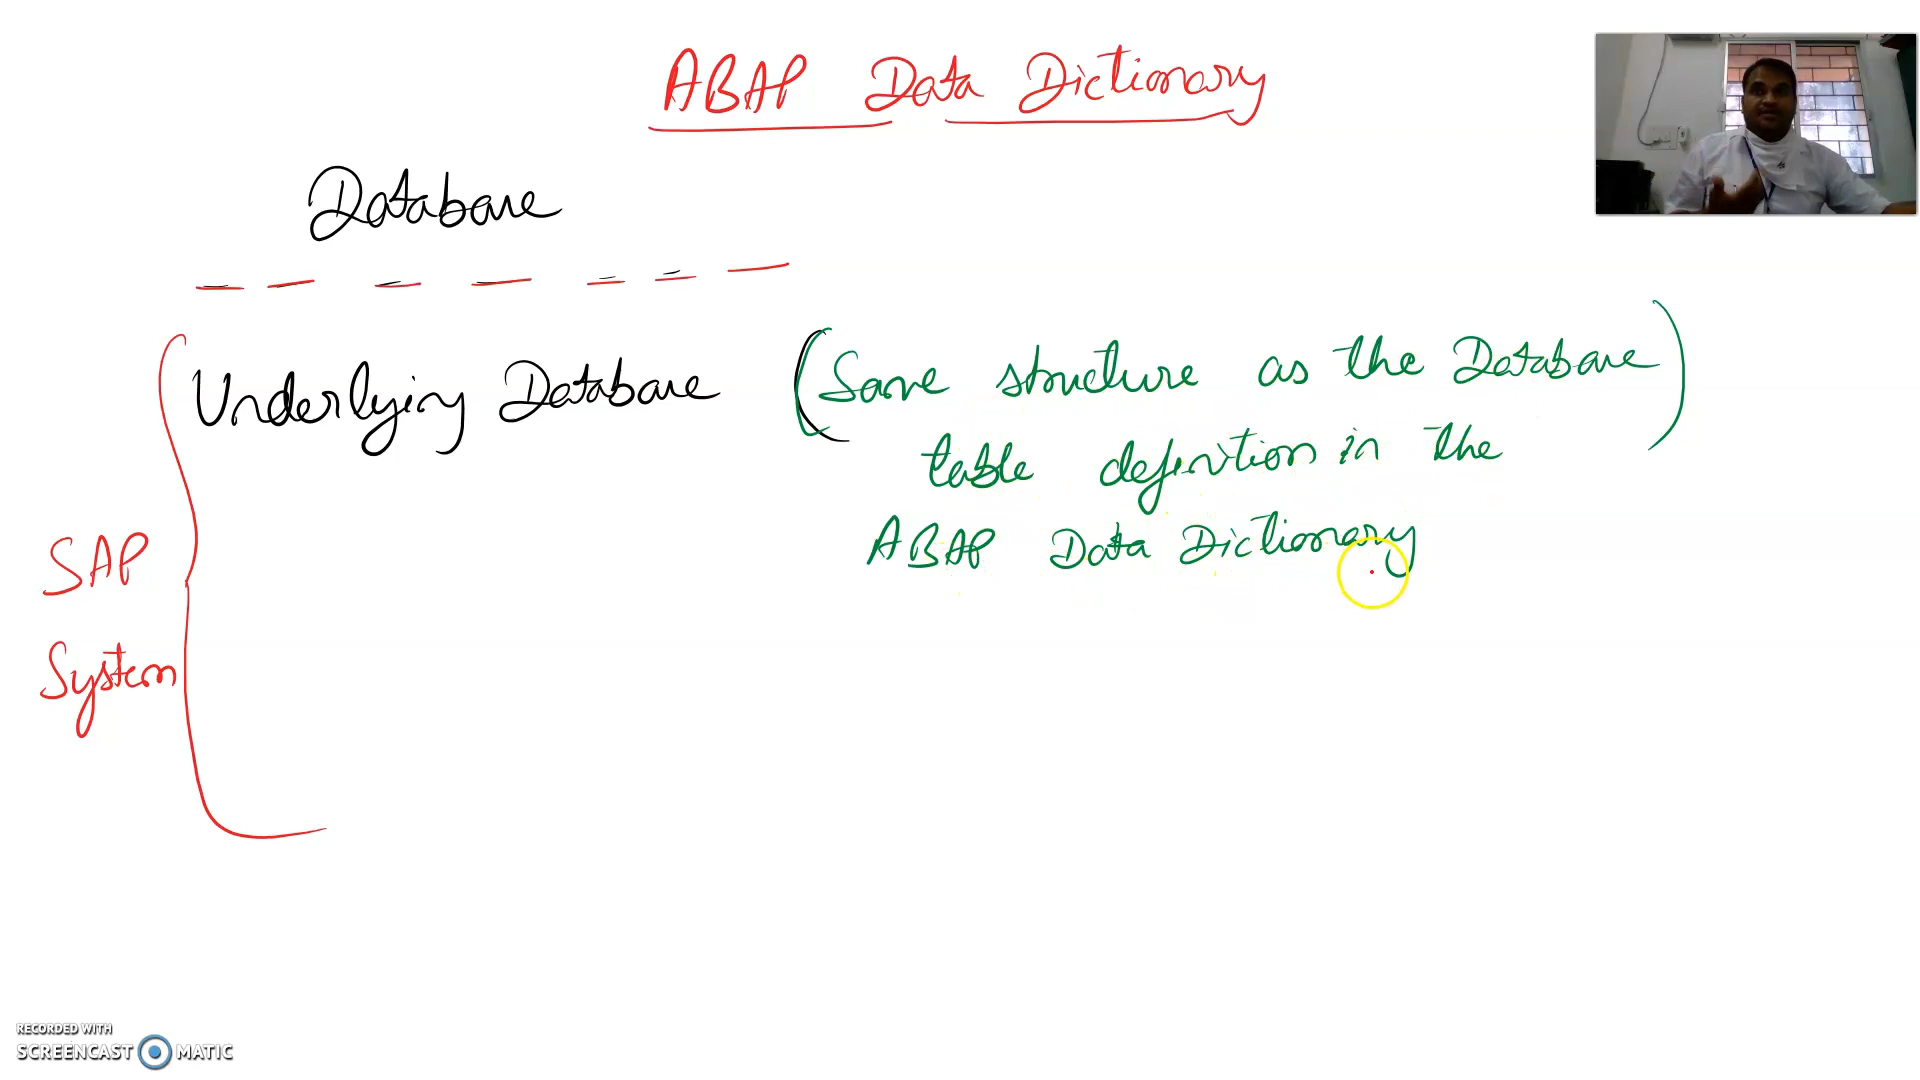 ABAP Data Dictionary
Database
Underlying Database (Same structure as the Database)
table definition in the
ABAP Data Dictionary
SAP
System
RECORDED WITH
SCREENCAST MATIC